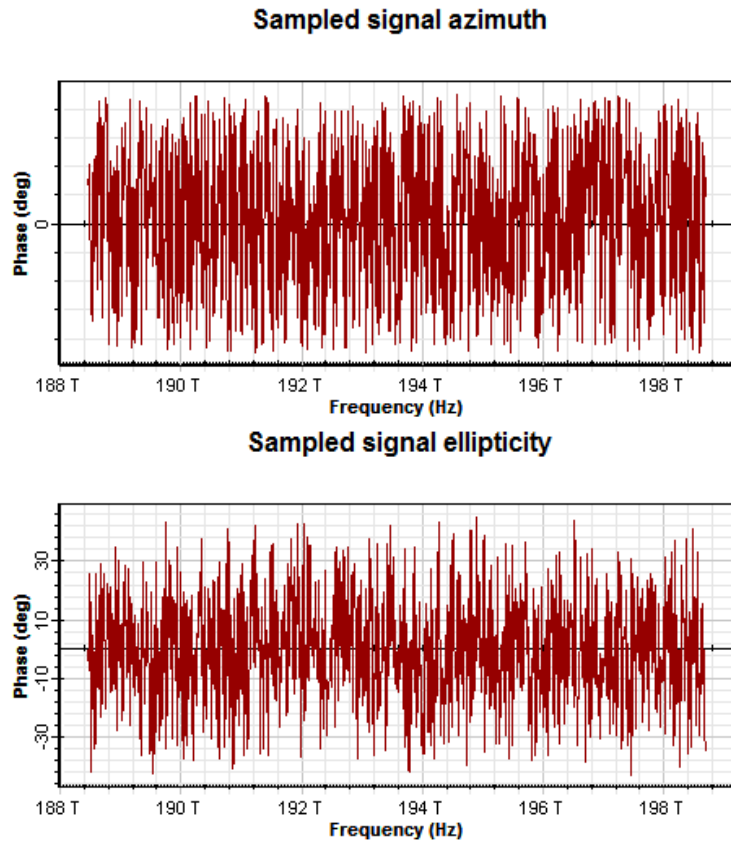 Sampled signal azimuth
Phase (deg)
0
188 T 190 T 192 T 194 T 196 T 198 T
Frequency (Hz)
Sampled signal ellipticity
Phase (deg)
30
10
-10
-30
188 T 190 T 192 T 194 T 196 T 198 T
Frequency (Hz)